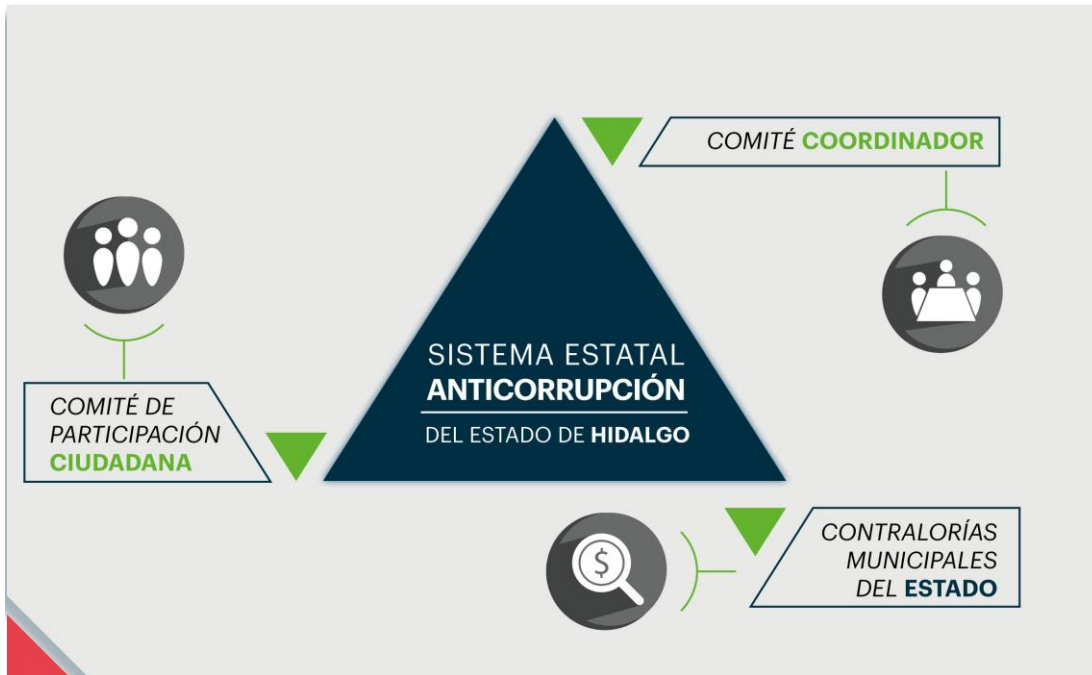 COMITÉ COORDINADOR
COMITÉ DE
PARTICIPACIÓN
CIUDADANA
SISTEMA ESTATAL
ANTICORRUPCIÓN
DEL ESTADO DE HIDALGO
$
CONTRALORÍAS
MUNICIPALES
DEL ESTADO